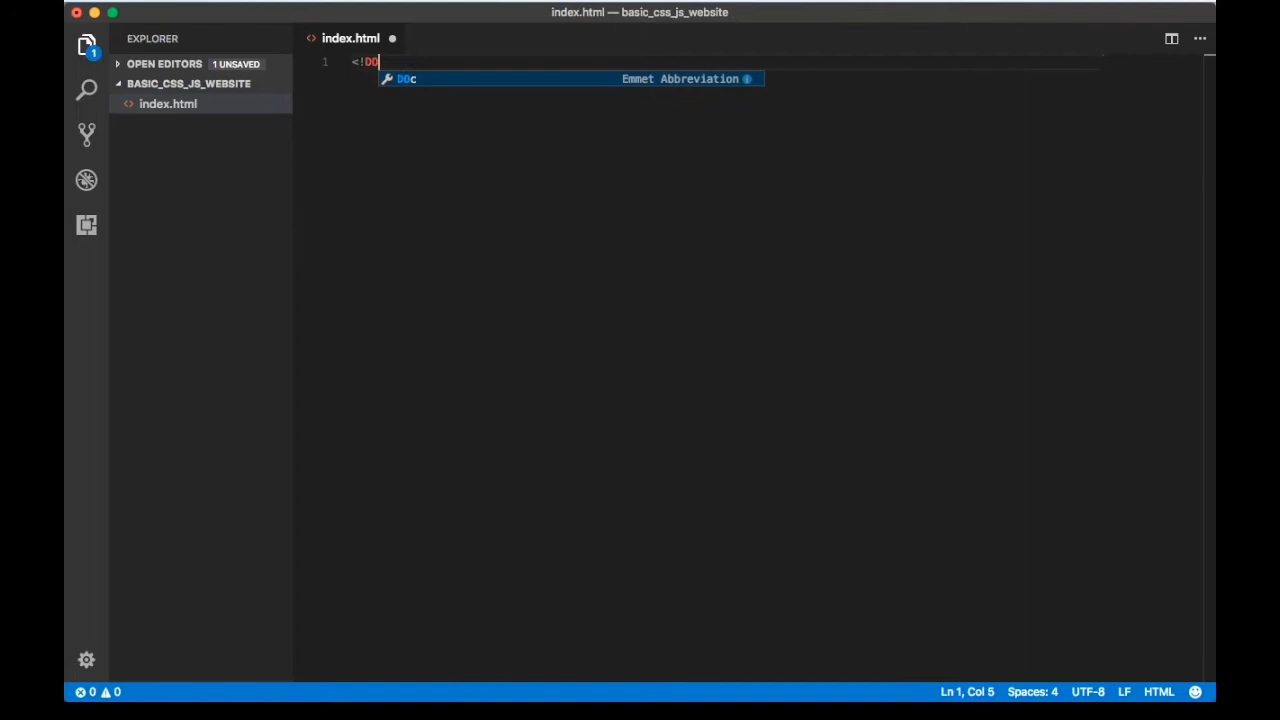 index.html — basic_css_js_website
EXPLORER
index.html
OPEN EDITORS 1 UNSAVED
1 <!DO
1
DOc Emmet Abbreviation
BASIC_CSS_JS_WEBSITE
index.html
0 0 Ln 1, Col 5 Spaces: 4 UTF-8 LF HTML